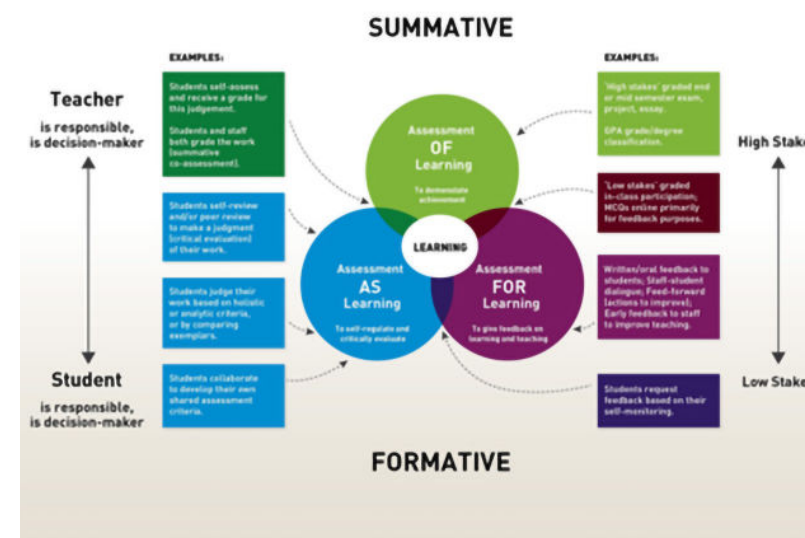 SUMMATIVE
EXAMPLES:
Students self-assess
and receive a grade for
this judgement.
Students and staff
both grade the work
(summative
co-assessment).
Students self-review
and/or peer review
to make a judgment
(critical evaluation)
of their work.
Students judge their
work based on holistic
or analytic criteria,
or by comparing
exemplars.
Students collaborate
to develop their own
shared assessment
criteria.
Teacher
is responsible,
is decision-maker
Student
is responsible,
is decision-maker
Assessment
OF
Learning
To demonstate
achievement
LEARNING
Assessment
AS
Learning
To self-regulate and
critically evaluate
Assessment
FOR
Learning
To give feedback on
learning and teaching
EXAMPLES:
'High stakes' graded end
or mid semester exam,
project, essay.
GPA grade/degree
classification.
'Low stakes' graded
in-class participation;
MCQs online primarily
for feedback purposes.
Written/oral feedback to
students; Staff-student
dialogue; Feed-forward
(actions to improve);
Early feedback to staff
to improve teaching.
Students request
feedback based on their
self-monitoring.
High Stake
Low Stake
FORMATIVE